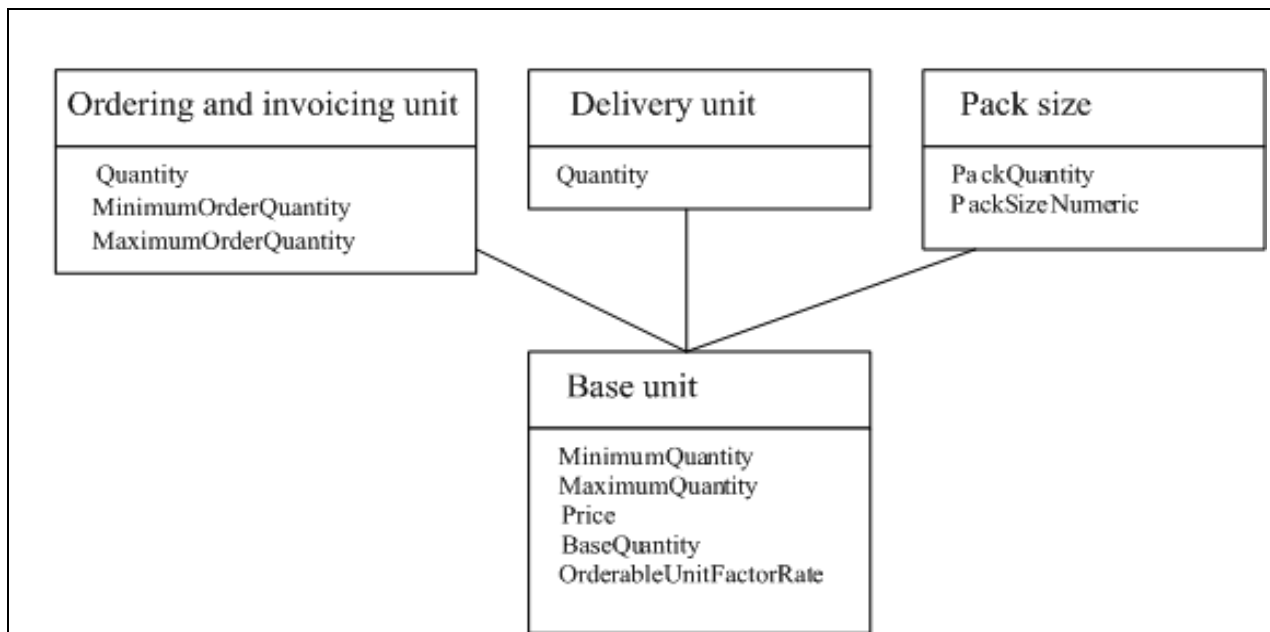 Ordering and invoicing unit
Quantity
MinimumOrderQuantity
MaximumOrderQuantity
Delivery unit
Quantity
Pack size
PackQuantity
PackSizeNumeric
Base unit
MinimumQuantity
MaximumQuantity
Price
BaseQuantity
OrderableUnitFactorRate